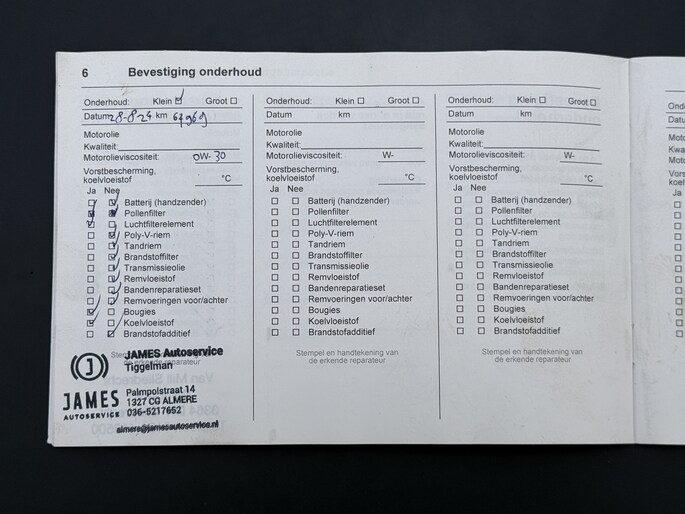 6 Bevestiging onderhoud
Onderhoud: Klein Groot
Datum 28-8-24 km 67969
Motorolie
Kwaliteit:
Motorolieviscositeit: 0W-30
Vorstbescherming,
koelvloeistof °C
Ja Nee
Batterij (handzender)
Pollenfilter
Luchtfilterelement
Poly-V-riem
Tandriem
Brandstoffilter
Transmissieolie
Remvloeistof
Bandenreparatieset
Remvoeringen voor/achter
Bougies
Koelvloeistof
Brandstofadditief
JAMES Autoservice
Tiggelman
JAMES
AUTOSERVICE
Palmpolstraat 14
1327 CG ALMERE
036-5217652
almere@jamesautoservice.nl
Onderhoud: Klein Groot
Datum km
Motorolie
Kwaliteit:
Motorolieviscositeit: W-
Vorstbescherming,
koelvloeistof °C
Ja Nee
Batterij (handzender)
Pollenfilter
Luchtfilterelement
Poly-V-riem
Tandriem
Brandstoffilter
Transmissieolie
Remvloeistof
Bandenreparatieset
Remvoeringen voor/achter
Bougies
Koelvloeistof
Brandstofadditief
Stempel en handtekening van
de erkende reparateur
Onderhoud: Klein Groot
Datum km
Motorolie
Kwaliteit:
Motorolieviscositeit: W-
Vorstbescherming,
koelvloeistof °C
Ja Nee
Batterij (handzender)
Pollenfilter
Luchtfilterelement
Poly-V-riem
Tandriem
Brandstoffilter
Transmissieolie
Remvloeistof
Bandenreparatieset
Remvoeringen voor/achter
Bougies
Koelvloeistof
Brandstofadditief
Stempel en handtekening van
de erkende reparateur
Ja